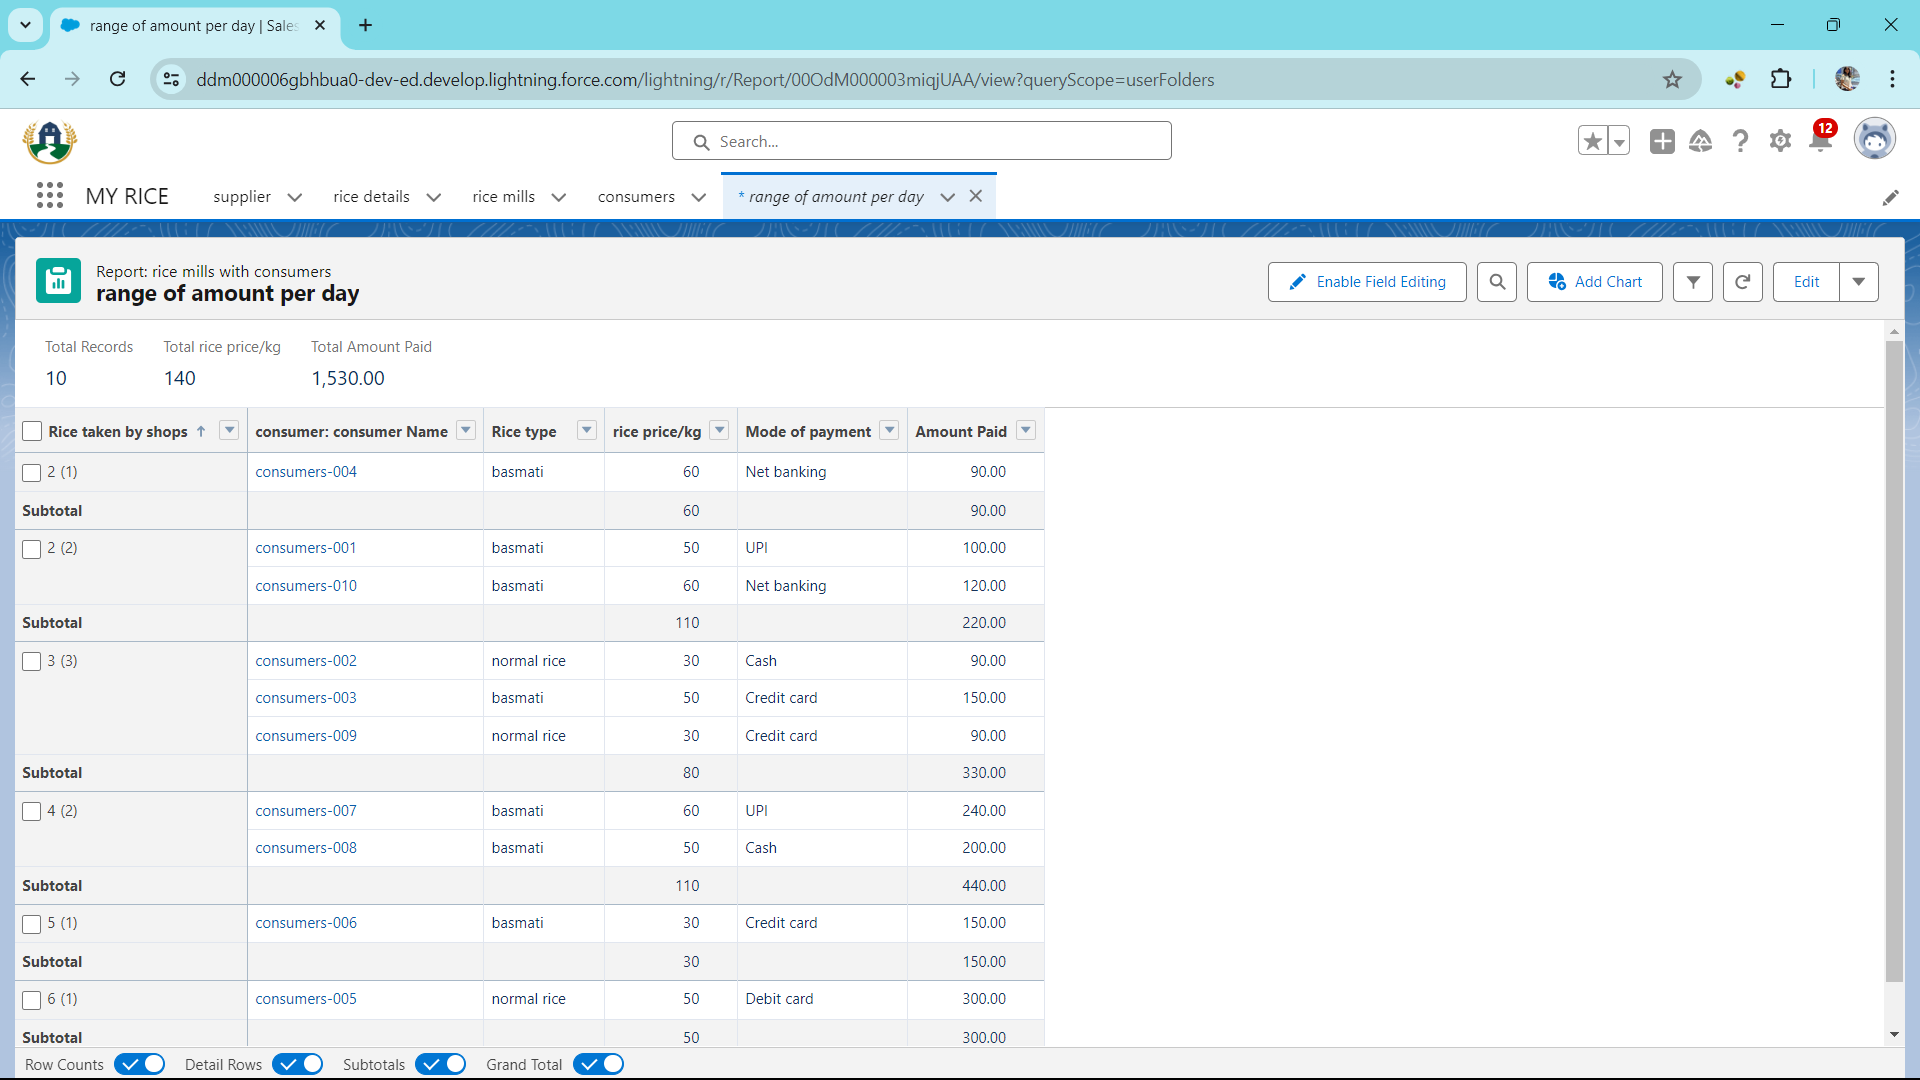 range of amount per day | Sales
ddm000006gbhbua0-dev-ed.develop.lightning.force.com/lightning/r/Report/00OdM000003miqjUAA/view?queryScope=userFolders
Search...
12
MY RICE supplier rice details rice mills consumers * range of amount per day
Report: rice mills with consumers
range of amount per day
Enable Field Editing Add Chart Edit
Total Records Total rice price/kg Total Amount Paid
10 140 1,530.00
Rice taken by shops ↑ consumer: consumer Name Rice type rice price/kg Mode of payment Amount Paid
2 (1) consumers-004 basmati 60 Net banking 90.00
Subtotal 60 90.00
2 (2) consumers-001 basmati 50 UPI 100.00
consumers-010 basmati 60 Net banking 120.00
Subtotal 110 220.00
3 (3) consumers-002 normal rice 30 Cash 90.00
consumers-003 basmati 50 Credit card 150.00
consumers-009 normal rice 30 Credit card 90.00
Subtotal 80 330.00
4 (2) consumers-007 basmati 60 UPI 240.00
consumers-008 basmati 50 Cash 200.00
Subtotal 110 440.00
5 (1) consumers-006 basmati 30 Credit card 150.00
Subtotal 30 150.00
6 (1) consumers-005 normal rice 50 Debit card 300.00
Subtotal 50 300.00
Row Counts Detail Rows Subtotals Grand Total